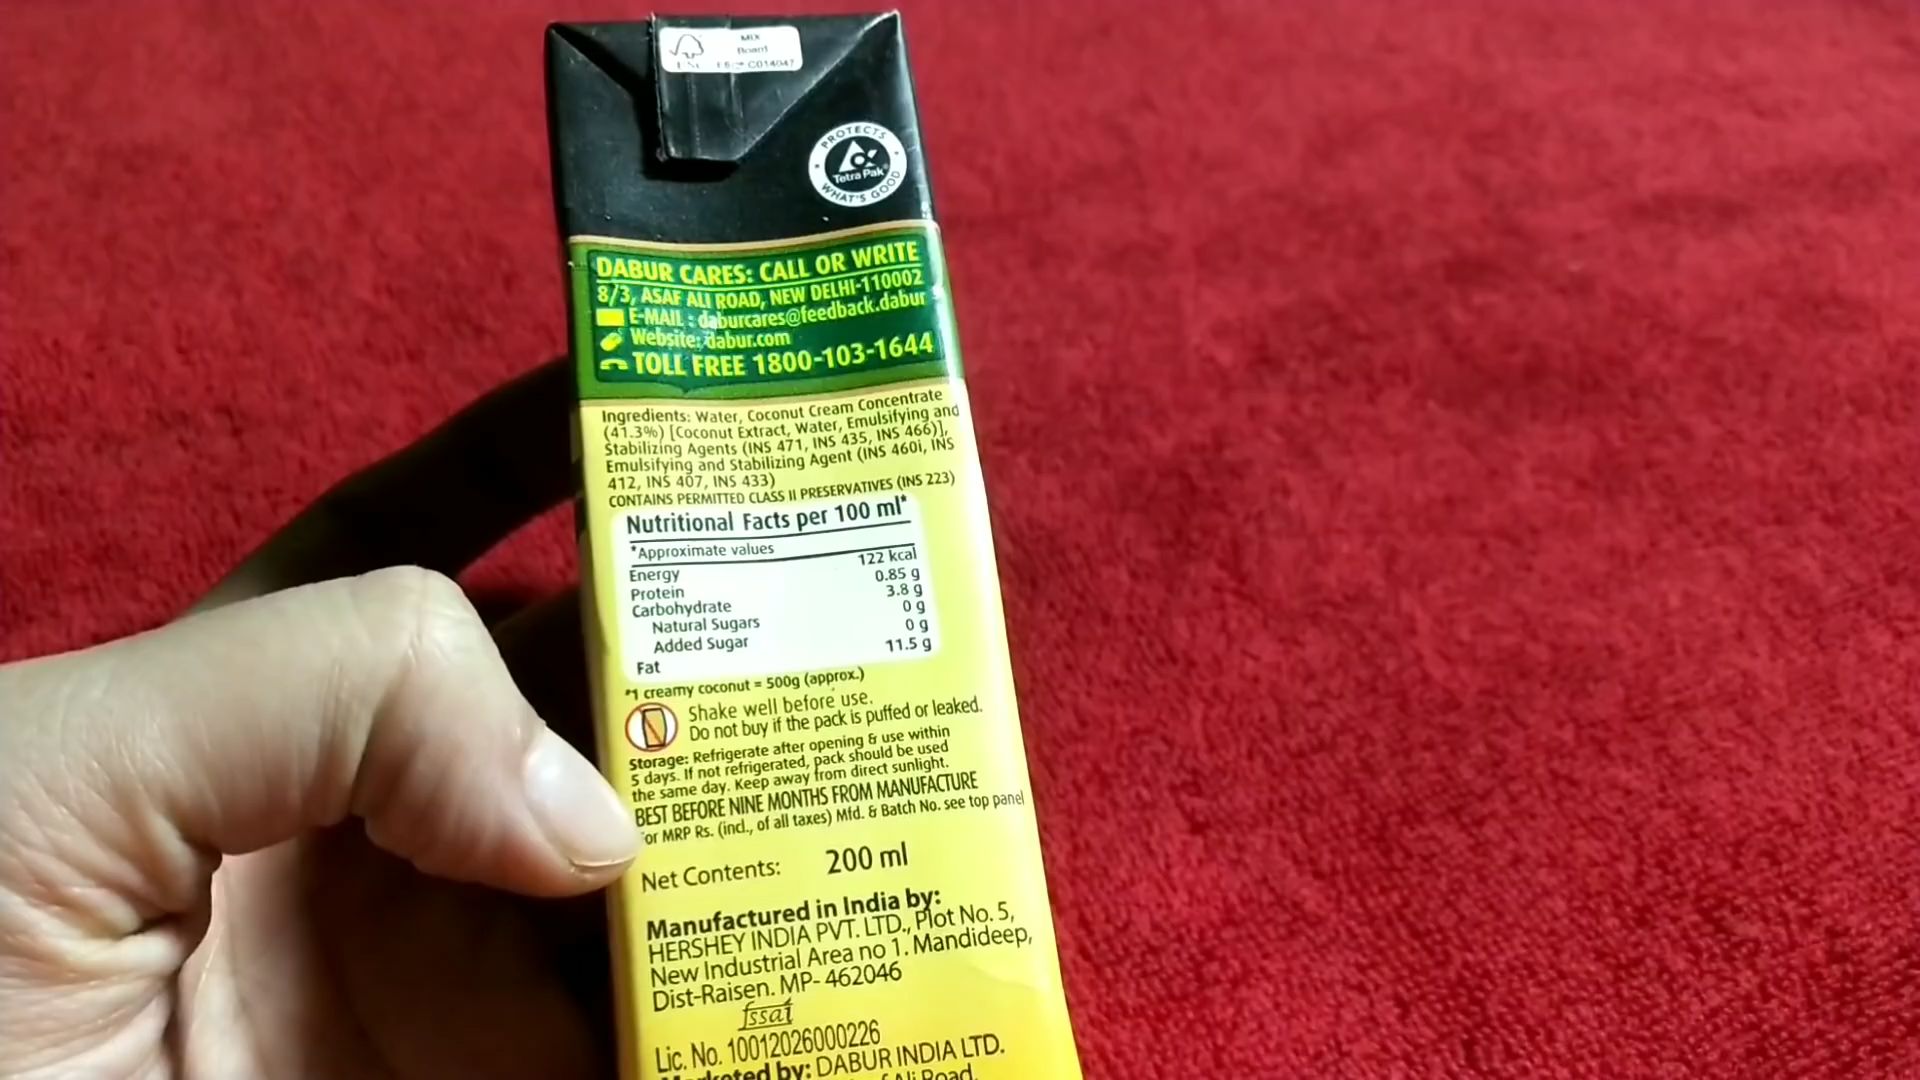 MIX
Board
FSC
C014047
PROTECTS
Tetra Pak®
WHAT'S GOOD
DABUR CARES: CALL OR WRITE
8/3, ASAF ALI ROAD, NEW DELHI-110002
E-MAIL : daburcares@feedback.dabur
Website: dabur.com
TOLL FREE 1800-103-1644
Ingredients: Water, Coconut Cream Concentrate
(41.3%) [Coconut Extract, Water, Emulsifying and
Stabilizing Agents (INS 471, INS 435, INS 466)],
Emulsifying and Stabilizing Agent (INS 460i, INS
412, INS 407, INS 433)
CONTAINS PERMITTED CLASS II PRESERVATIVES (INS 223)
Nutritional Facts per 100 ml*
*Approximate values
Energy 122 kcal
Protein 0.85 g
Carbohydrate 3.8 g
Natural Sugars 0 g
Added Sugar 0 g
Fat 11.5 g
*1 creamy coconut = 500g (approx.)
Shake well before use.
Do not buy if the pack is puffed or leaked.
Storage: Refrigerate after opening & use within
5 days. If not refrigerated, pack should be used
the same day. Keep away from direct sunlight.
BEST BEFORE NINE MONTHS FROM MANUFACTURE
or MRP Rs. (incl., of all taxes) Mfd. & Batch No. see top panel
Net Contents: 200 ml
Manufactured in India by:
HERSHEY INDIA PVT. LTD., Plot No. 5,
New Industrial Area no 1. Mandideep,
Dist-Raisen. MP- 462046
fssai
Lic. No. 10012026000226
Marketed by: DABUR INDIA LTD.
Ali Road,